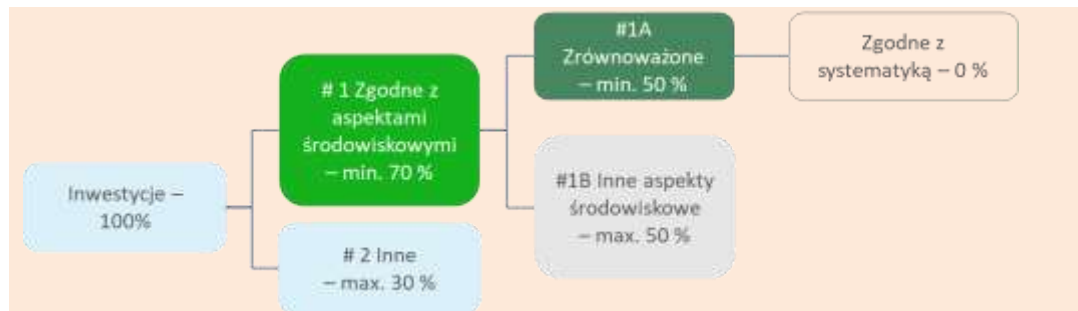 #1A
Zrównoważone
– min. 50 %
Zgodne z
systematyką – 0 %
# 1 Zgodne z
aspektami
środowiskowymi
– min. 70 %
#1B Inne aspekty
środowiskowe
– max. 50 %
Inwestycje –
100%
# 2 Inne
– max. 30 %